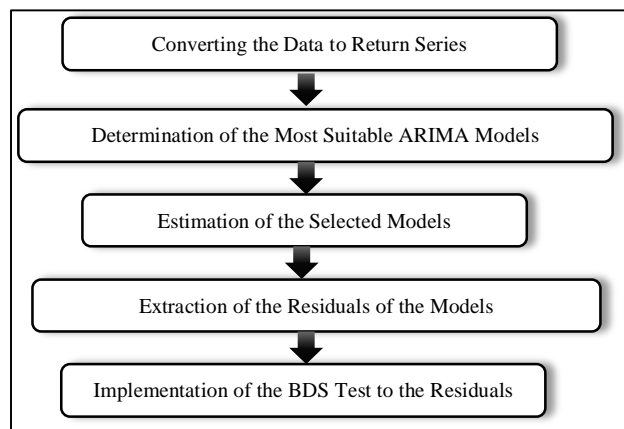 Converting the Data to Return Series
Determination of the Most Suitable ARIMA Models
Estimation of the Selected Models
Extraction of the Residuals of the Models
Implementation of the BDS Test to the Residuals